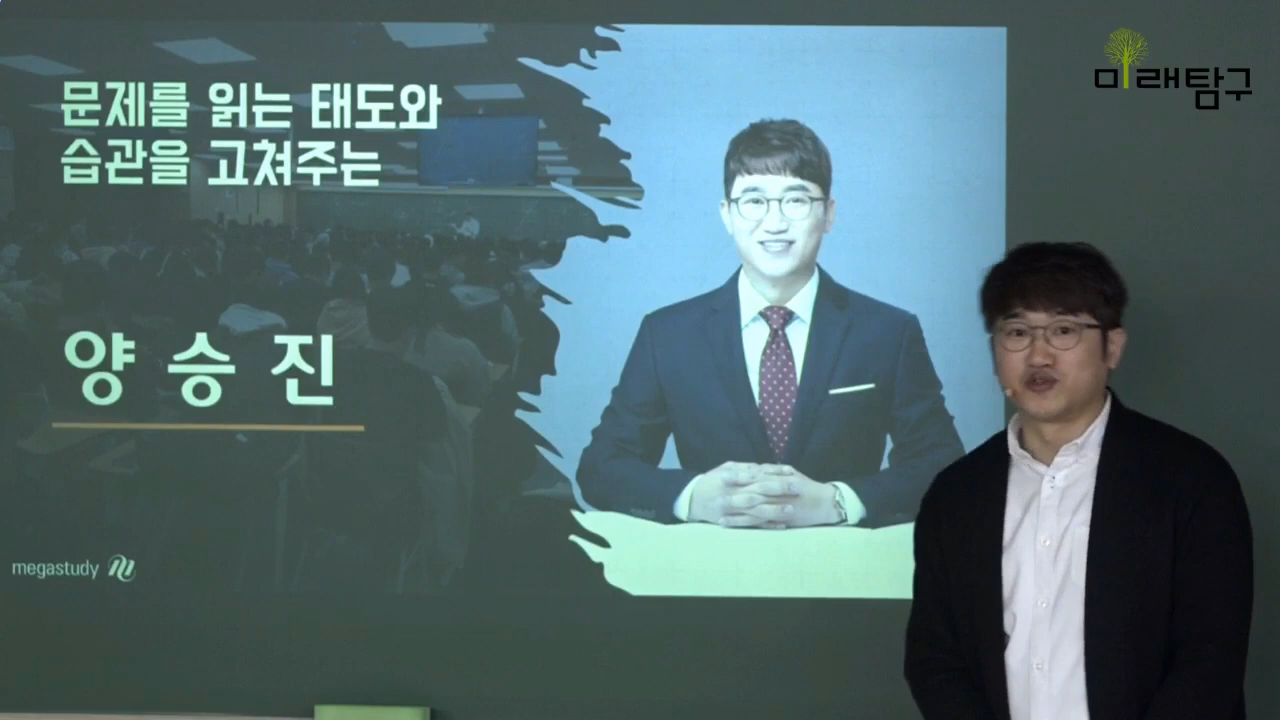 문제를 읽는 태도와
습관을 고쳐주는
양승진
megastudy
미래탐구